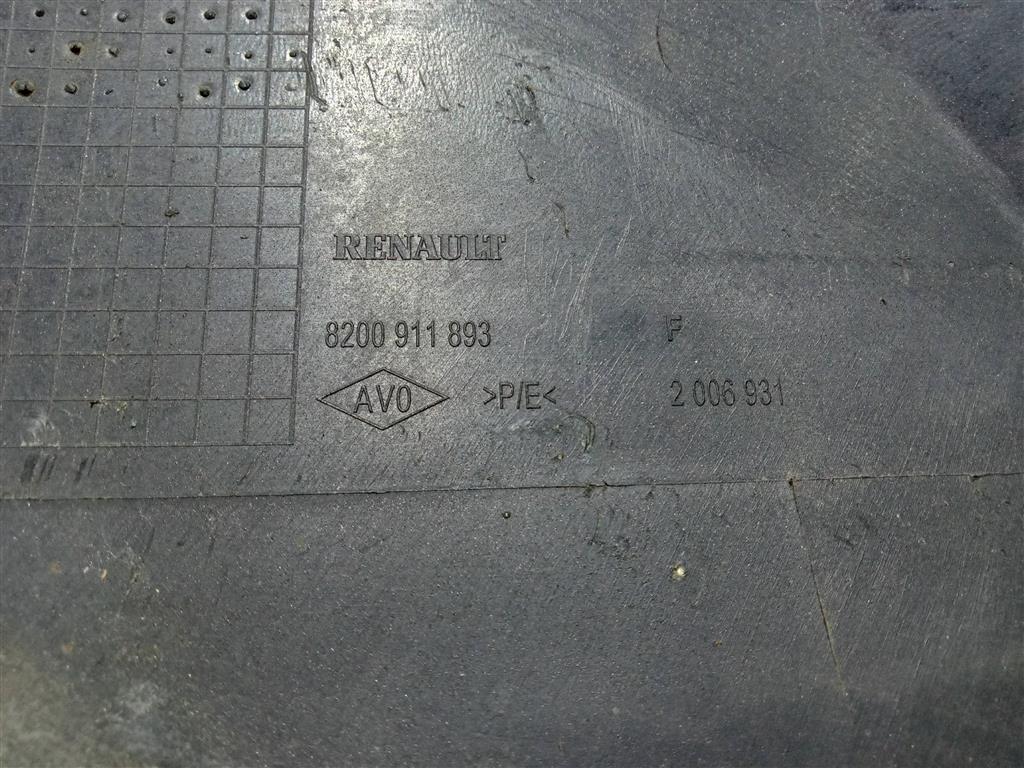 RENAULT
8200 911 893 F
AV0 >P/E< 2 006 931